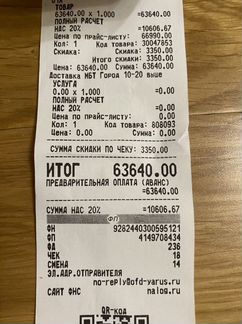 ТОВАР
63640.00 х 1.000 =63640.00
ПОЛНЫЙ РАСЧЕТ
НДС 20% =10606.67
Цена по прайс-листу: 66990.00
Кол: 1 Код товара: 30047853
Скидка: Скидка: 3350.00
Итого скидки: 3350.00
Цена: 63640.00 Сумма: 63640.00
Доставка МБТ Город 10-20 выше
УСЛУГА
0.00 х 1.000 =0.00
ПОЛНЫЙ РАСЧЕТ
НДС 20% =0.00
Цена по прайс-листу: 0.00
Кол: 1 Код товара: 808093
Цена: 0.00 Сумма: 0.00
СУММА СКИДКИ ПО ЧЕКУ: 3350.00
ИТОГ 63640.00
ПРЕДВАРИТЕЛЬНАЯ ОПЛАТА (АВАНС)
=63640.00
СУММА НДС 20% =10606.67
ФП
ФН 9282440300595121
ФП 4149708434
ФД 236
ЧЕК 18
СМЕНА 14
ЭЛ.АДР.ОТПРАВИТЕЛЯ
no-reply@ofd-yarus.ru
САЙТ ФНС nalog.ru
QR-КОД